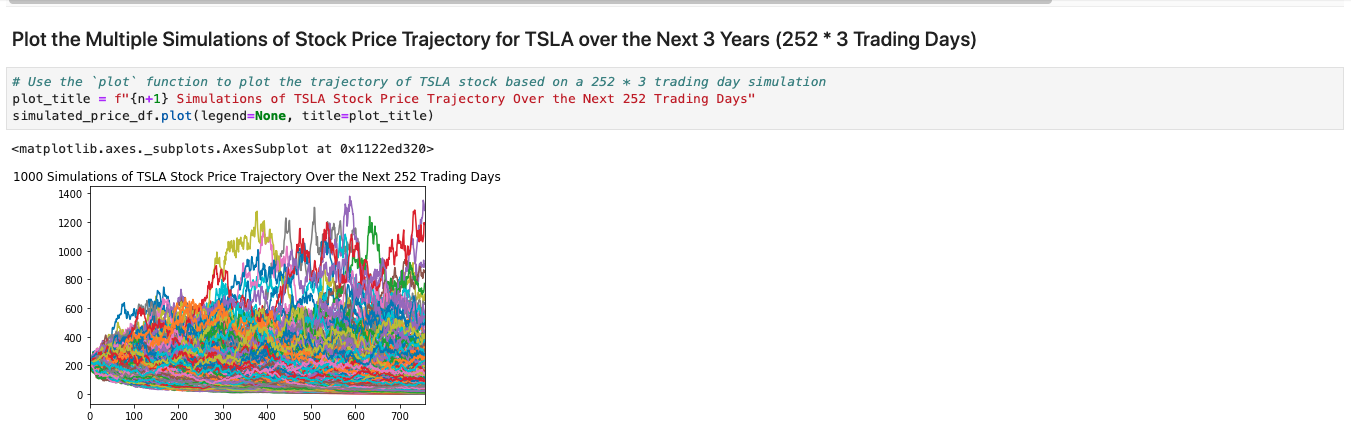 Plot the Multiple Simulations of Stock Price Trajectory for TSLA over the Next 3 Years (252 * 3 Trading Days)
# Use the `plot` function to plot the trajectory of TSLA stock based on a 252 * 3 trading day simulation
plot_title = f"{n+1} Simulations of TSLA Stock Price Trajectory Over the Next 252 Trading Days"
simulated_price_df.plot(legend=None, title=plot_title)
<matplotlib.axes._subplots.AxesSubplot at 0x1122ed320>
1000 Simulations of TSLA Stock Price Trajectory Over the Next 252 Trading Days
1400
1200
1000
800
600
400
200
0
0 100 200 300 400 500 600 700